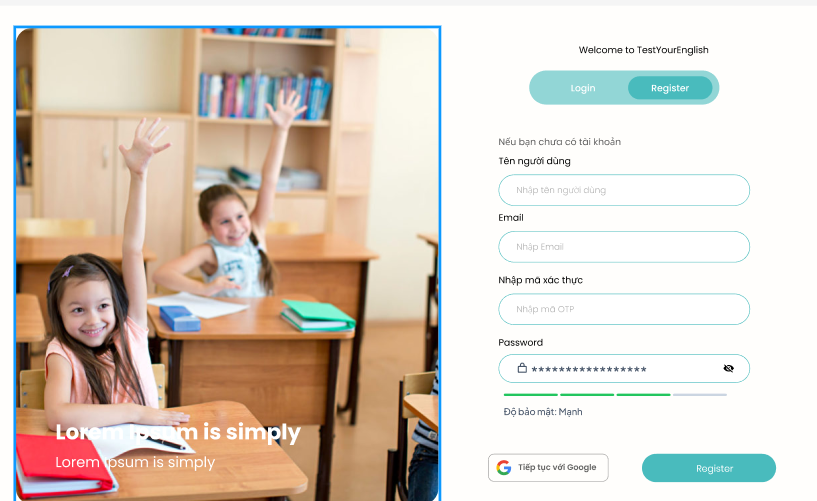 Welcome to TestYourEnglish
Login
Register
Nếu bạn chưa có tài khoản
Tên người dùng
Nhập tên người dùng
Email
Nhập Email
Nhập mã xác thực
Nhập mã OTP
Password
*****************
Độ bảo mật: Mạnh
Tiếp tục với Google
Register
Lorem Ipsum is simply
Lorem Ipsum is simply